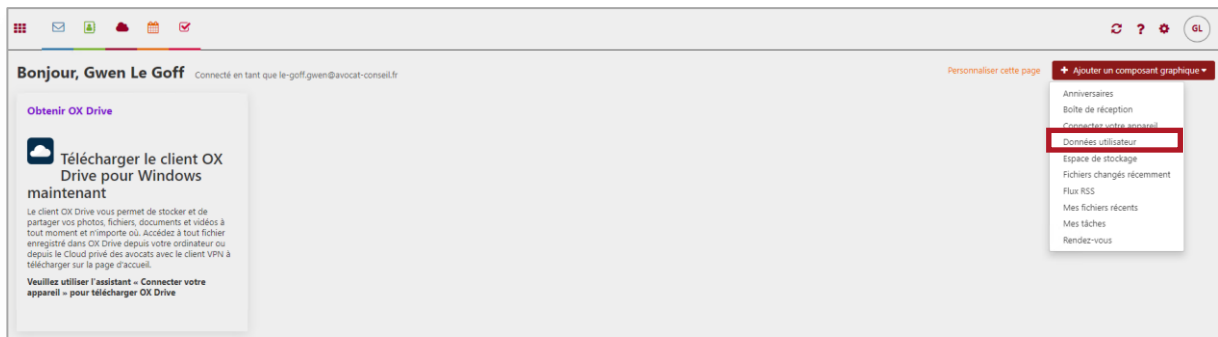 GL
Bonjour, Gwen Le Goff Connecté en tant que le-goff.gwen@avocat-conseil.fr
Personnaliser cette page
+ Ajouter un composant graphique
Anniversaires
Boîte de réception
Connectez votre appareil
Données utilisateur
Espace de stockage
Fichiers changés récemment
Flux RSS
Mes fichiers récents
Mes tâches
Rendez-vous
Obtenir OX Drive
Télécharger le client OX
Drive pour Windows
maintenant
Le client OX Drive vous permet de stocker et de
partager vos photos, fichiers, documents et vidéos à
tout moment et n'importe où. Accédez à tout fichier
enregistré dans OX Drive depuis votre ordinateur ou
depuis le Cloud privé des avocats avec le client VPN à
télécharger sur la page d'accueil.
Veuillez utiliser l'assistant « Connecter votre
appareil » pour télécharger OX Drive